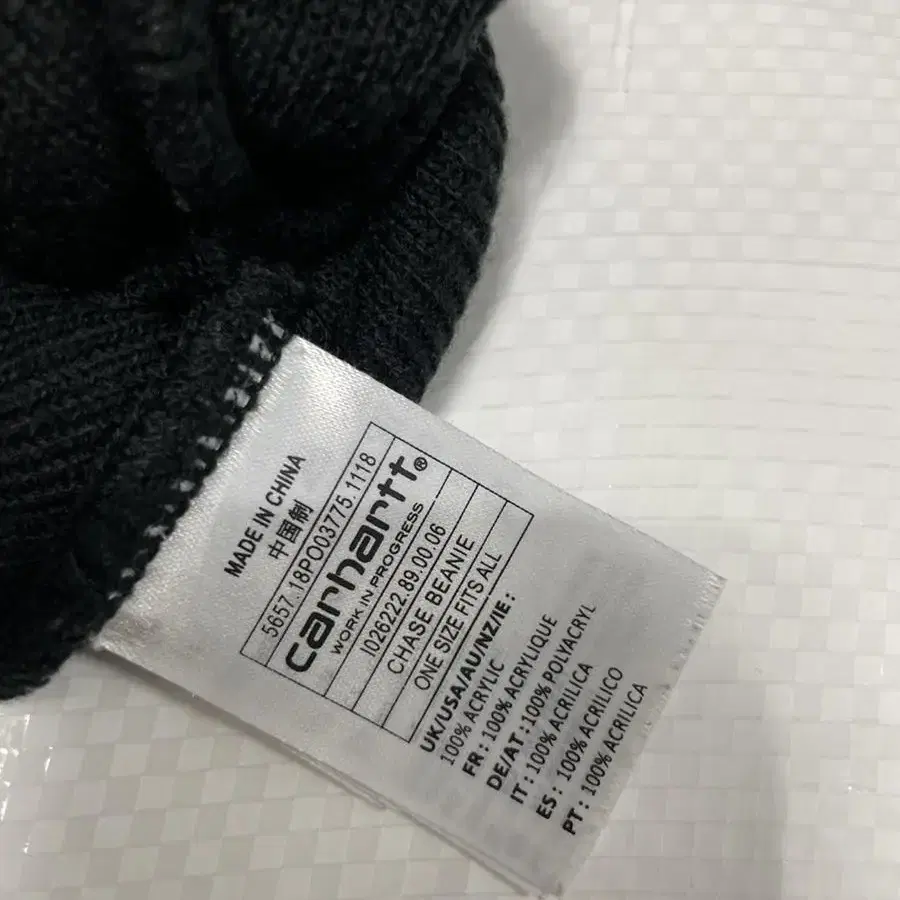 MADE IN CHINA
中国制
5657.18PO03775.1118
carhartt®
WORK IN PROGRESS
I026222.89.00.06
CHASE BEANIE
ONE SIZE FITS ALL
UK/USA/AU/NZ/IE:
100% ACRYLIC
FR : 100% ACRYLIQUE
DE/AT : 100% POLYACRYL
IT : 100% ACRILICA
ES : 100% ACRILICO
PT : 100% ACRILICA